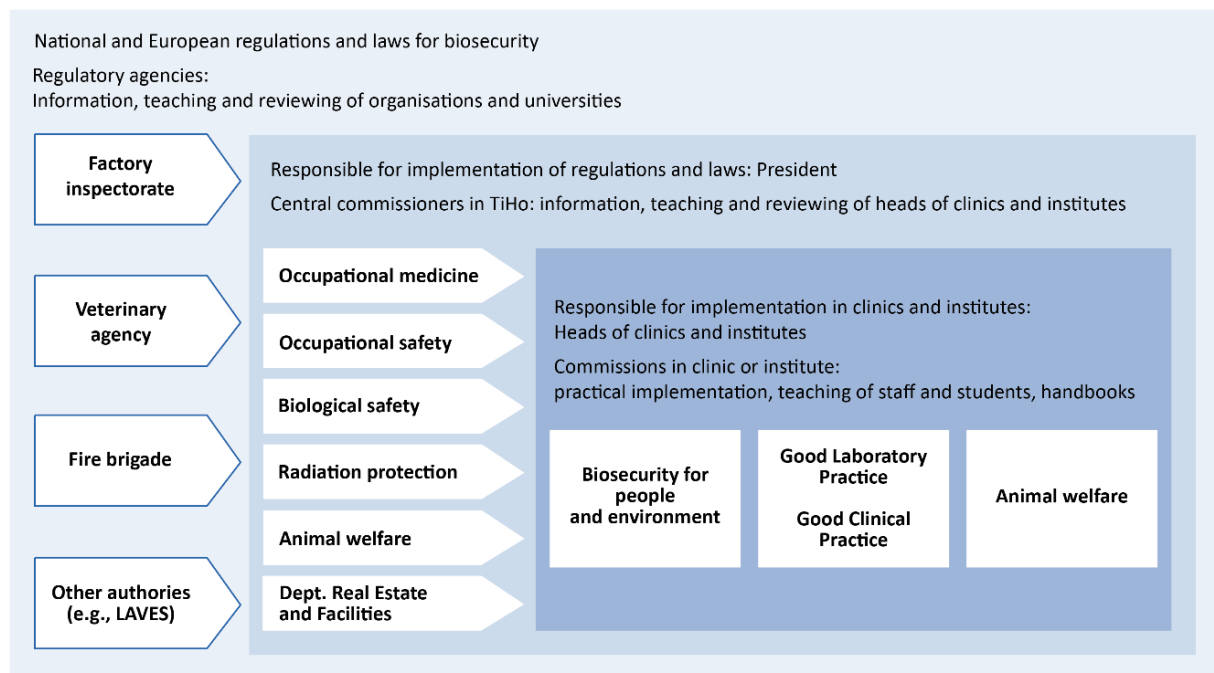 National and European regulations and laws for biosecurity
Regulatory agencies:
Information, teaching and reviewing of organisations and universities
Factory
inspectorate
Veterinary
agency
Fire brigade
Other authories
(e.g., LAVES)
Responsible for implementation of regulations and laws: President
Central commissioners in TiHo: information, teaching and reviewing of heads of clinics and institutes
Occupational medicine
Occupational safety
Biological safety
Radiation protection
Animal welfare
Dept. Real Estate
and Facilities
Responsible for implementation in clinics and institutes:
Heads of clinics and institutes
Commissions in clinic or institute:
practical implementation, teaching of staff and students, handbooks
Biosecurity for
people
and environment
Good Laboratory
Practice
Good Clinical
Practice
Animal welfare